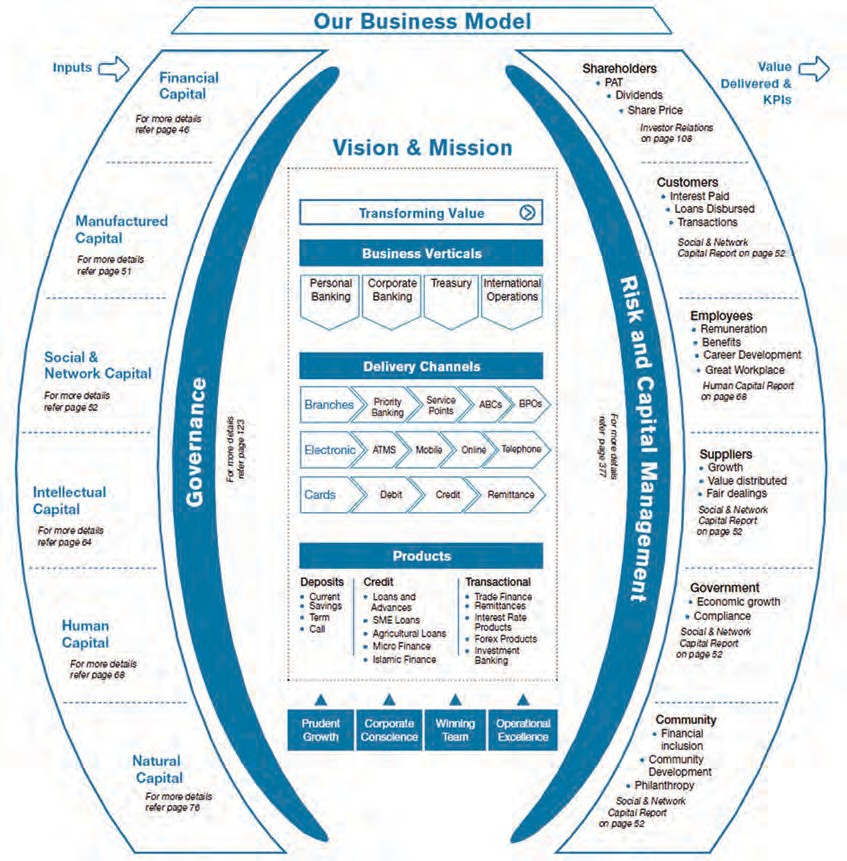 Our Business Model
Inputs
Financial
Capital
For more details
refer page 46
Manufactured
Capital
For more details
refer page 51
Social &
Network Capital
For more details
refer page 52
Intellectual
Capital
For more details
refer page 64
Human
Capital
For more details
refer page 68
Natural
Capital
For more details
refer page 76
Governance
For more details
refer page 123
Vision & Mission
Transforming Value
Business Verticals
Personal
Banking
Corporate
Banking
Treasury
International
Operations
Delivery Channels
Branches
Priority
Banking
Service
Points
ABCs
BPOs
Electronic
ATMS
Mobile
Online
Telephone
Cards
Debit
Credit
Remittance
Products
Deposits
• Current
• Savings
• Term
• Call
Credit
• Loans and
Advances
• SME Loans
• Agricultural Loans
• Micro Finance
• Islamic Finance
Transactional
• Trade Finance
• Remittances
• Interest Rate
Products
• Forex Products
• Investment
Banking
Prudent
Growth
Corporate
Conscience
Winning
Team
Operational
Excellence
Risk and Capital Management
For more details
refer page 377
Value
Delivered &
KPIs
Shareholders
• PAT
• Dividends
• Share Price
Investor Relations
on page 108
Customers
• Interest Paid
• Loans Disbursed
• Transactions
Social & Network
Capital Report on page 52
Employees
• Remuneration
• Benefits
• Career Development
• Great Workplace
Human Capital Report
on page 68
Suppliers
• Growth
• Value distributed
• Fair dealings
Social & Network
Capital Report
on page 52
Government
• Economic growth
• Compliance
Social & Network
Capital Report
on page 52
Community
• Financial
inclusion
• Community
Development
• Philanthropy
Social & Network
Capital Report
on page 52